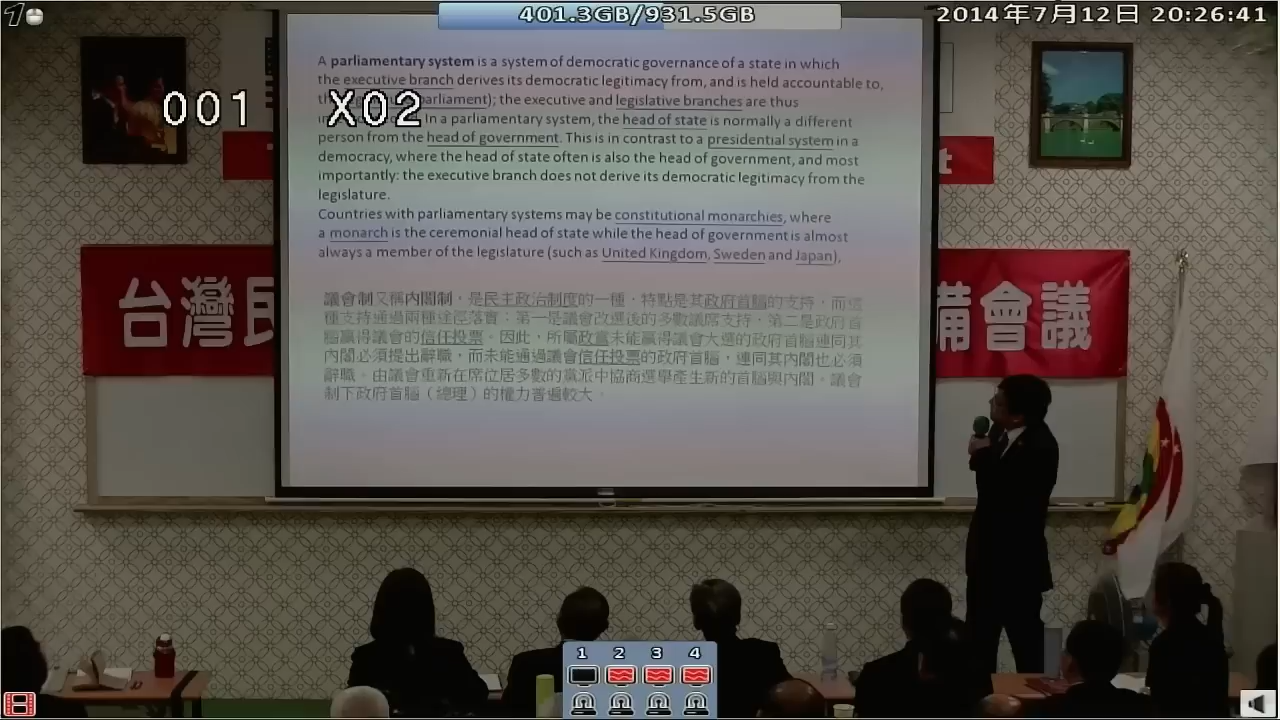 1
401.3GB/931.5GB
2014年7月12日 20:26:41
001 X02
A parliamentary system is a system of democratic governance of a state in which
the executive branch derives its democratic legitimacy from, and is held accountable to,
parliament); the executive and legislative branches are thus
In a parliamentary system, the head of state is normally a different
person from the head of government. This is in contrast to a presidential system in a
democracy, where the head of state often is also the head of government, and most
importantly: the executive branch does not derive its democratic legitimacy from the
legislature.
Countries with parliamentary systems may be constitutional monarchies, where
a monarch is the ceremonial head of state while the head of government is almost
always a member of the legislature (such as United Kingdom, Sweden and Japan),
議會制又稱內閣制，是民主政治制度的一種，特點是其政府首腦的支持，而這
種支持通過兩種途徑落實：第一是議會改選後的多數議席支持，第二是政府首
腦贏得議會的信任投票。因此，所屬政黨未能贏得議會大選的政府首腦連同其
內閣必須提出辭職，而未能通過議會信任投票的政府首腦，連同其內閣也必須
辭職。由議會重新在席位居多數的黨派中協商選舉產生新的首腦與內閣。議會
制下政府首腦（總理）的權力普遍較大。
t
台灣民
備會議
1 2 3 4